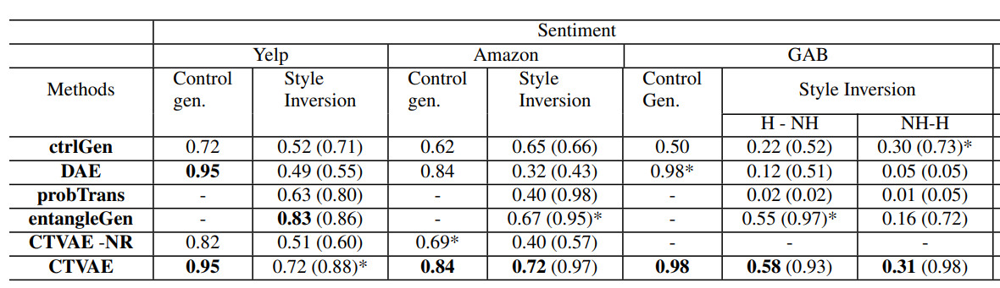 Sentiment
Yelp Amazon GAB
Methods Control gen. Style Inversion Control gen. Style Inversion Control Gen. Style Inversion
H - NH NH-H
ctrlGen 0.72 0.52 (0.71) 0.62 0.65 (0.66) 0.50 0.22 (0.52) 0.30 (0.73)*
DAE 0.95 0.49 (0.55) 0.84 0.32 (0.43) 0.98* 0.12 (0.51) 0.05 (0.05)
probTrans - 0.63 (0.80) - 0.40 (0.98) - 0.02 (0.02) 0.01 (0.05)
entangleGen - 0.83 (0.86) - 0.67 (0.95)* - 0.55 (0.97)* 0.16 (0.72)
CTVAE -NR 0.82 0.51 (0.60) 0.69* 0.40 (0.57) - - -
CTVAE 0.95 0.72 (0.88)* 0.84 0.72 (0.97) 0.98 0.58 (0.93) 0.31 (0.98)